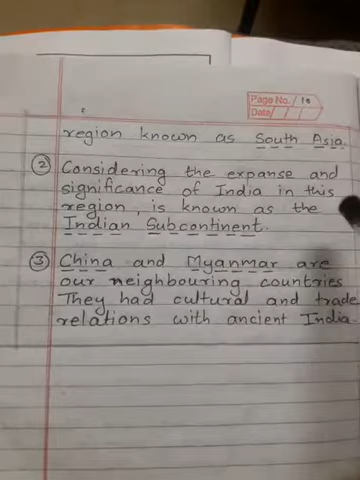 Page No. / 10
Date / / /
region known as South Asia.
② Considering the expanse and
significance of India in this
region, is known as the
Indian Subcontinent.
③ China and Myanmar are
our neighbouring countries
They had cultural and trade
relations with ancient India.